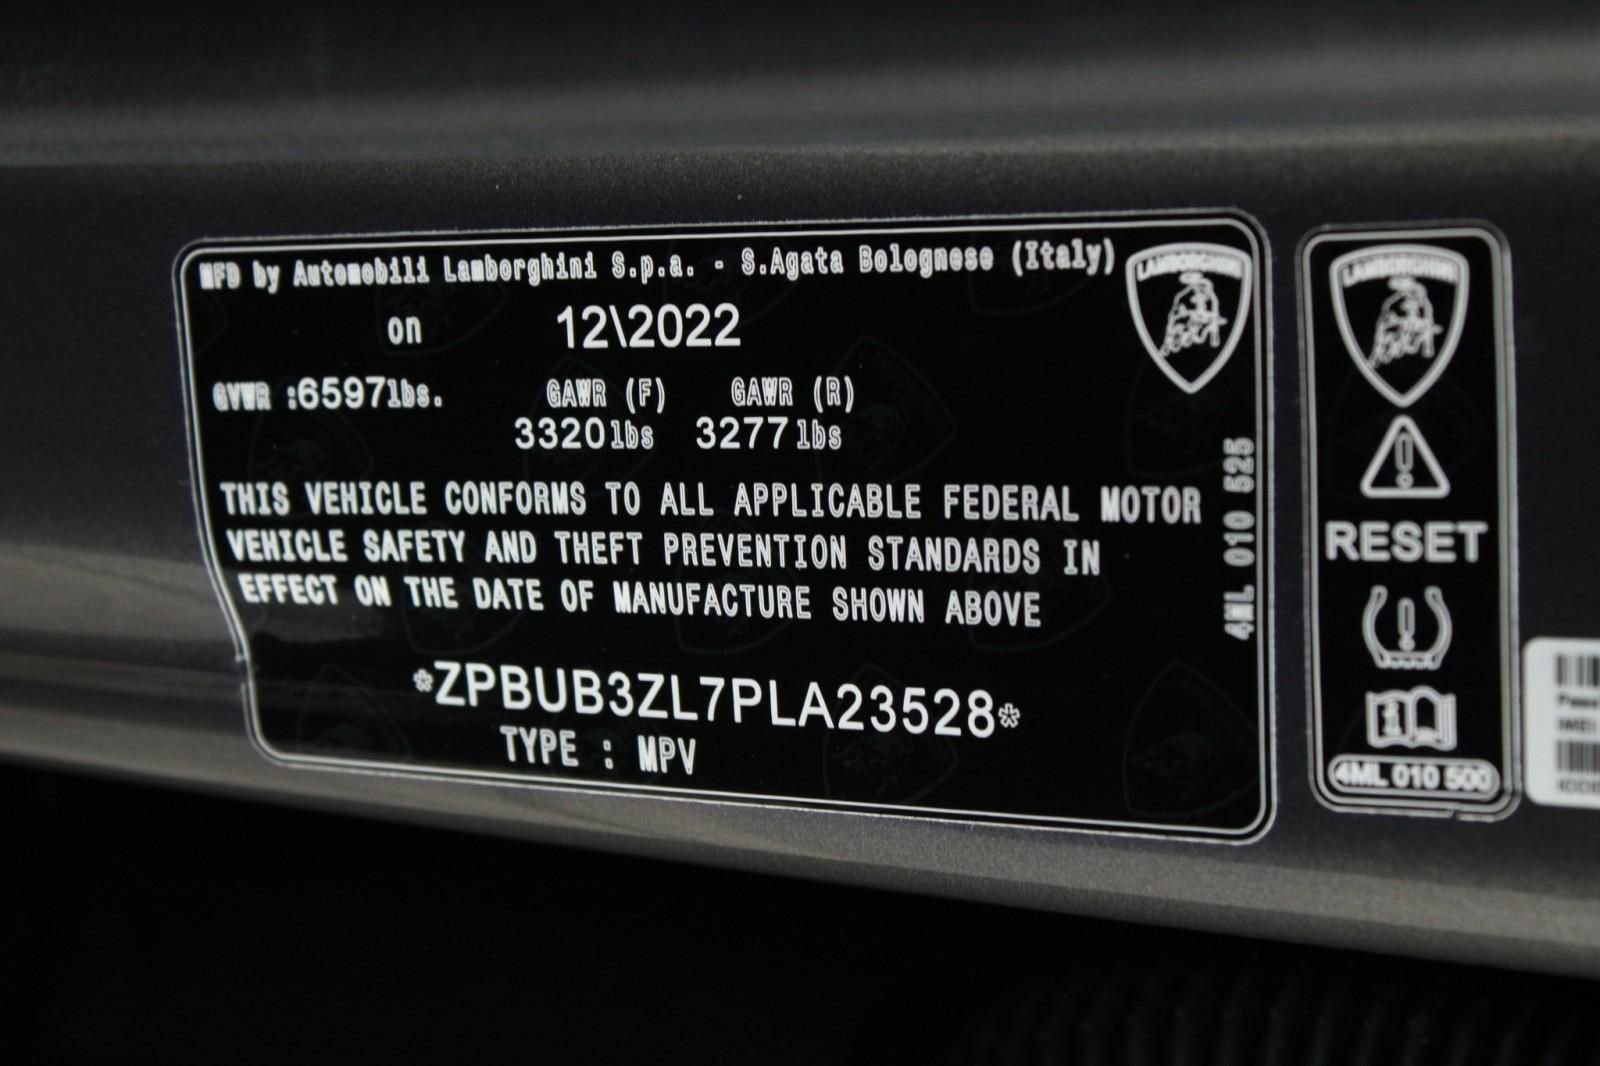 MFD by Automobili Lamborghini S.p.a. - S.Agata Bolognese (Italy)
on 12\2022
GVWR :6597lbs. GAWR (F) GAWR (R)
3320lbs 3277lbs
THIS VEHICLE CONFORMS TO ALL APPLICABLE FEDERAL MOTOR
VEHICLE SAFETY AND THEFT PREVENTION STANDARDS IN
EFFECT ON THE DATE OF MANUFACTURE SHOWN ABOVE
*ZPBUB3ZL7PLA23528*
TYPE : MPV
4ML 010 525
LAMBORGHINI
LAMBORGHINI
RESET
4ML 010 500